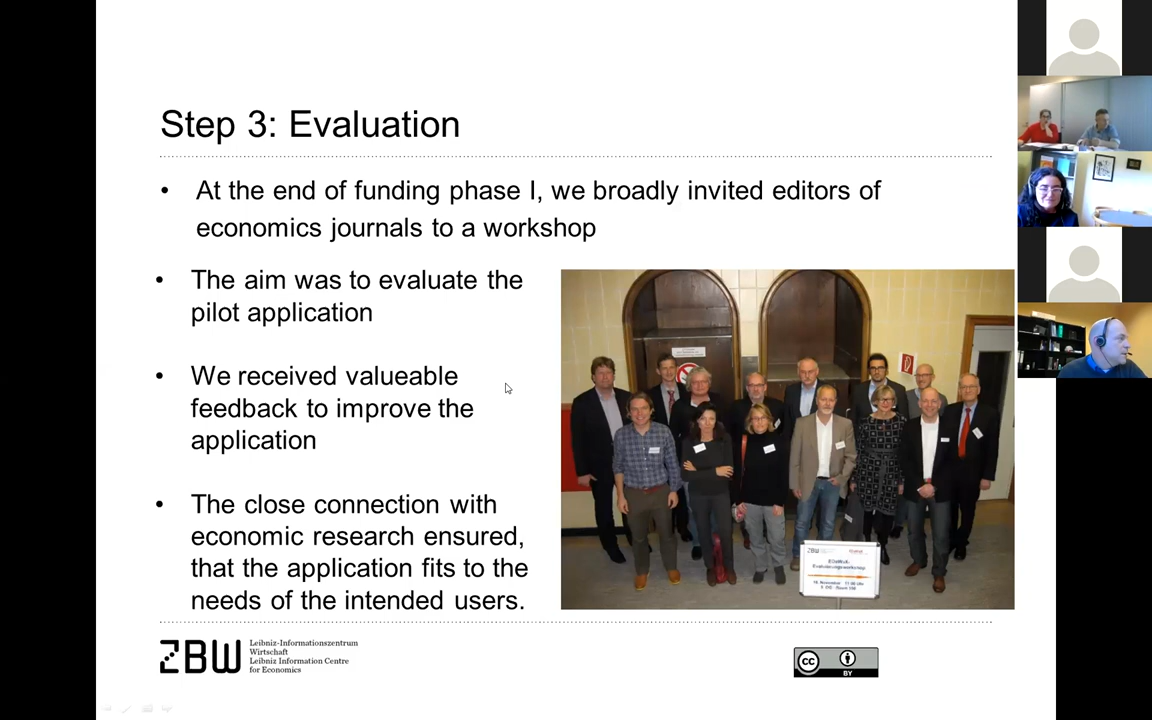 Step 3: Evaluation
• At the end of funding phase I, we broadly invited editors of
economics journals to a workshop
• The aim was to evaluate the
pilot application
• We received valueable
feedback to improve the
application
• The close connection with
economic research ensured,
that the application fits to the
needs of the intended users.
ZBW
Evaluierungsworkshop
ZBW
Leibniz-Informationszentrum
Wirtschaft
Leibniz Information Centre
for Economics
CC
BY